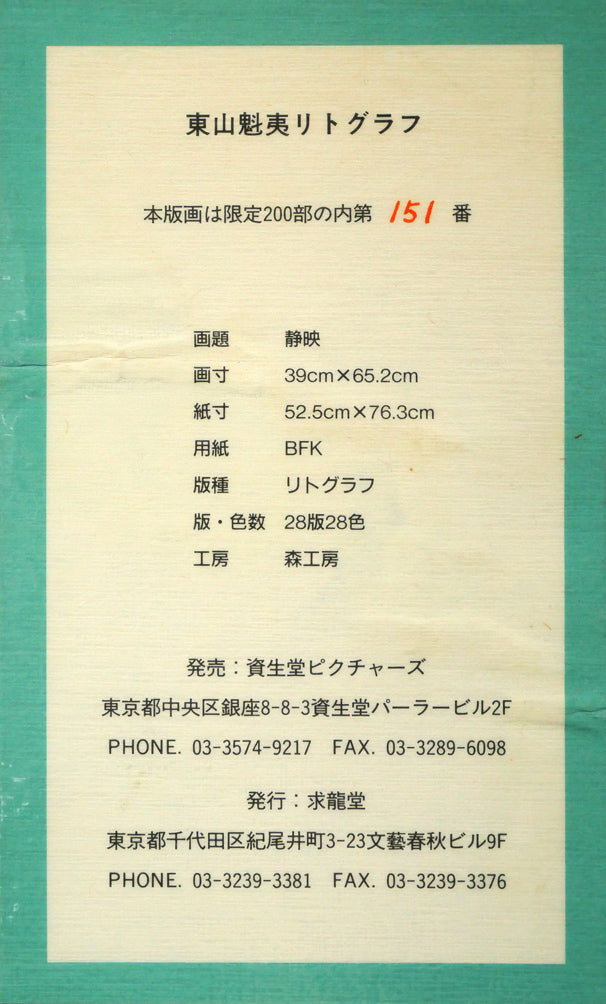 東山魁夷リトグラフ
本版画は限定200部の内第 151 番
画題 静映
画寸 39cm×65.2cm
紙寸 52.5cm×76.3cm
用紙 BFK
版種 リトグラフ
版・色数 28版28色
工房 森工房
発売：資生堂ピクチャーズ
東京都中央区銀座8-8-3資生堂パーラービル2F
PHONE. 03-3574-9217 FAX. 03-3289-6098
発行：求龍堂
東京都千代田区紀尾井町3-23文藝春秋ビル9F
PHONE. 03-3239-3381 FAX. 03-3239-3376